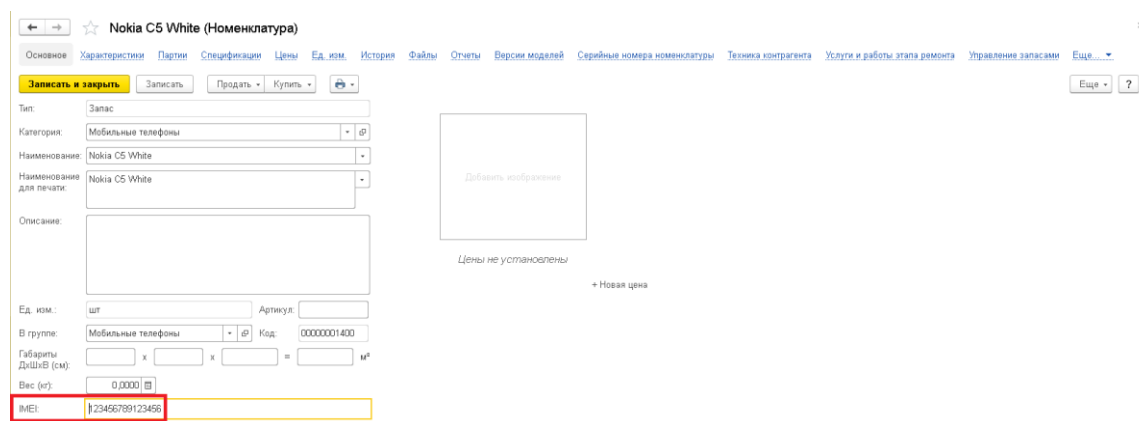 Nokia C5 White (Номенклатура)
Основное Характеристики Партии Спецификации Цены Ед. изм. История Файлы Отчеты Версии моделей Серийные номера номенклатуры Техника контрагента Услуги и работы этапа ремонта Управление запасами Еще...
Записать и закрыть Записать Продать Купить Еще ?
Тип: Запас
Категория: Мобильные телефоны
Наименование: Nokia C5 White
Наименование для печати: Nokia C5 White
Добавить изображение
Описание:
Цены не установлены
+ Новая цена
Ед. изм.: шт Артикул:
В группе: Мобильные телефоны Код: 00000001400
Габариты ДхШхВ (см): x x = м³
Вес (кг): 0,0000
IMEI: 123456789123456